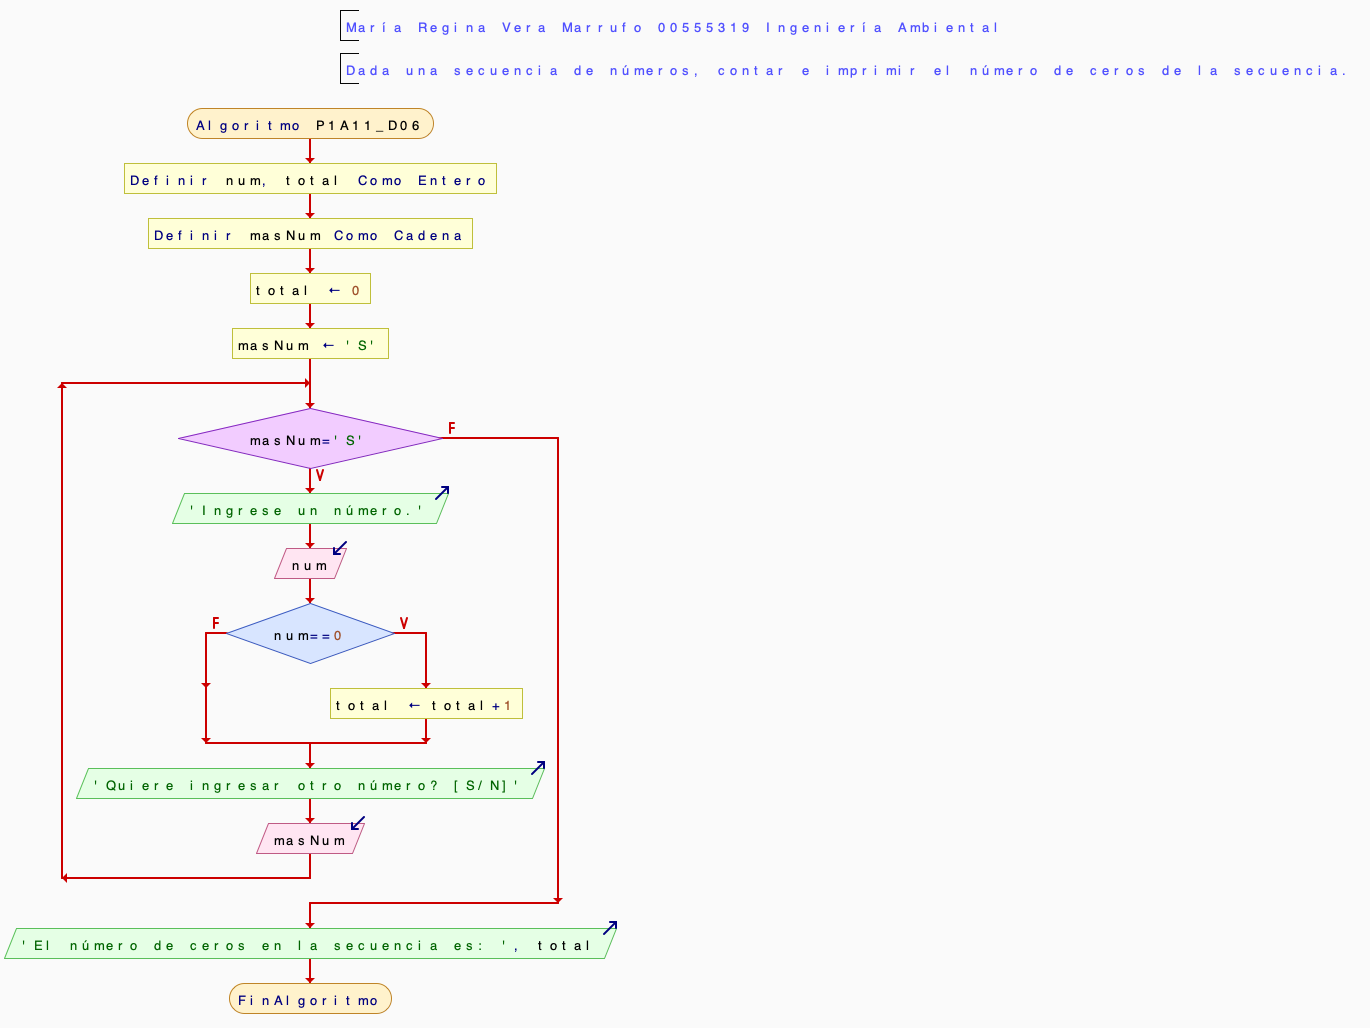 María Regina Vera Marrufo 00555319 Ingeniería Ambiental
Dada una secuencia de números, contar e imprimir el número de ceros de la secuencia.
Algoritmo P1A11_D06
Definir num, total Como Entero
Definir masNum Como Cadena
total ← 0
masNum ← 'S'
masNum='S'
F
V
'Ingrese un número.'
num
F
V
num==0
total ← total+1
'Quiere ingresar otro número? [S/N]'
masNum
'El número de ceros en la secuencia es: ', total
FinAlgoritmo